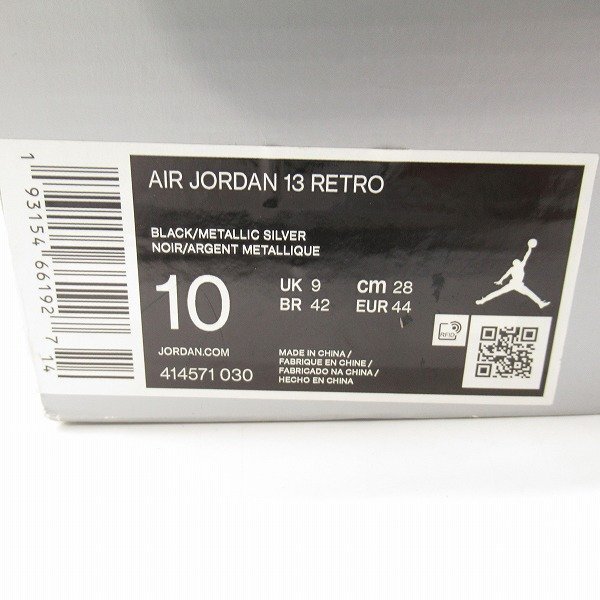 AIR JORDAN 13 RETRO
BLACK/METALLIC SILVER
NOIR/ARGENT METALLIQUE
10
UK 9 cm 28
BR 42 EUR 44
JORDAN.COM
414571 030
MADE IN CHINA/
FABRIQUE EN CHINE/
FABRICADO NA CHINA/
HECHO EN CHINA
RFID
1 93154 66192 7 14